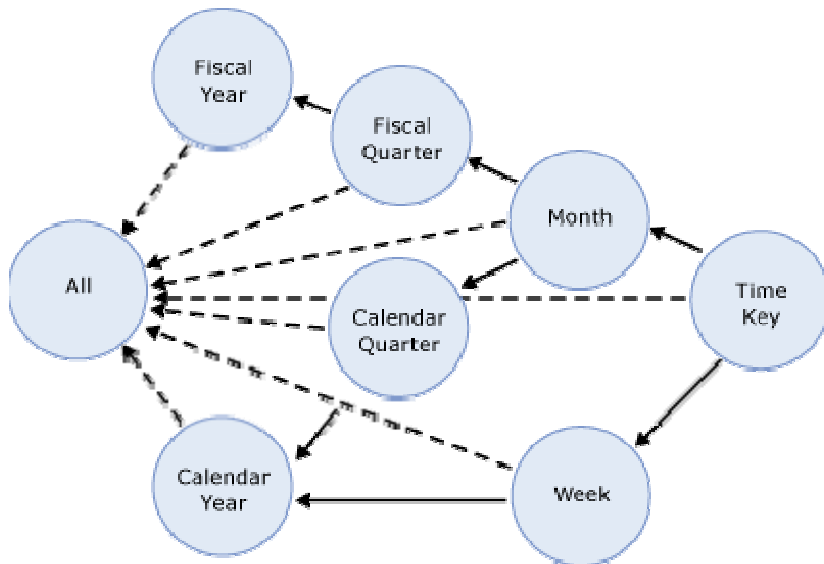 Fiscal
Year
Fiscal
Quarter
Month
All
Time
Key
Calendar
Quarter
Calendar
Year
Week